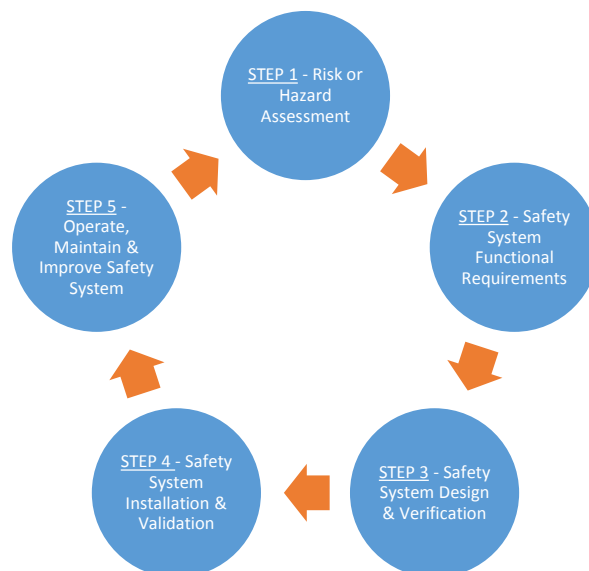 STEP 1 - Risk or
Hazard
Assessment
STEP 2 - Safety
System
Functional
Requirements
STEP 3 - Safety
System Design
& Verification
STEP 4 - Safety
System
Installation &
Validation
STEP 5 -
Operate,
Maintain &
Improve Safety
System